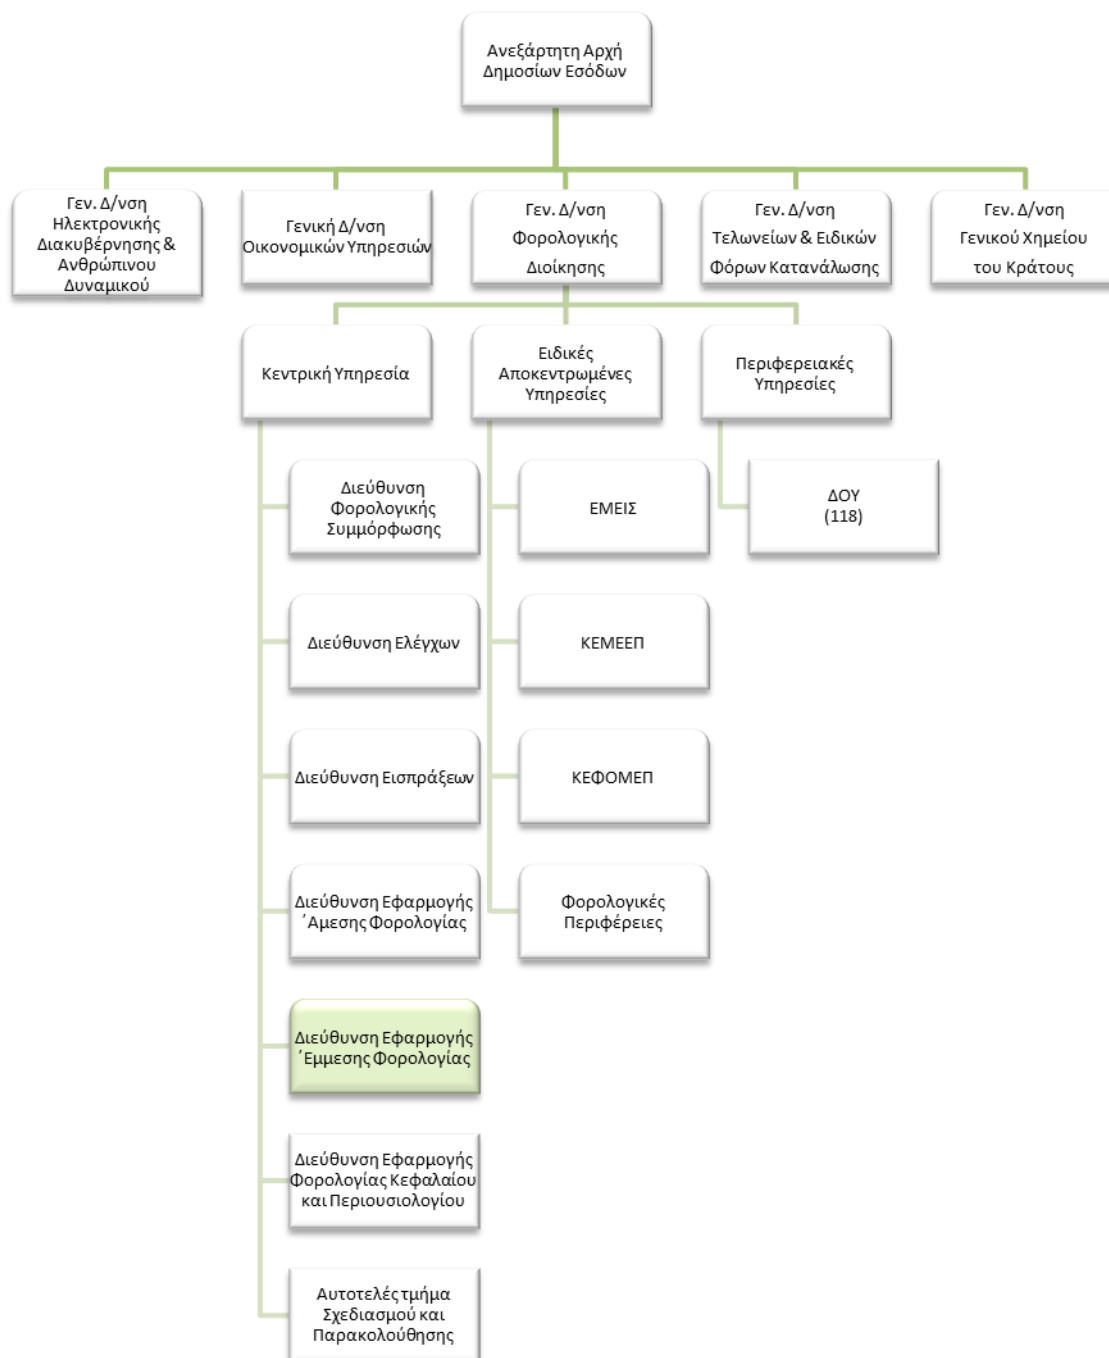 Ανεξάρτητη Αρχή
Δημοσίων Εσόδων
Γεν. Δ/νση
Ηλεκτρονικής
Διακυβέρνησης &
Ανθρώπινου
Δυναμικού
Γενική Δ/νση
Οικονομικών Υπηρεσιών
Γεν. Δ/νση
Φορολογικής
Διοίκησης
Γεν. Δ/νση
Τελωνείων & Ειδικών
Φόρων Κατανάλωσης
Γεν. Δ/νση
Γενικού Χημείου
του Κράτους
Κεντρική Υπηρεσία
Ειδικές
Αποκεντρωμένες
Υπηρεσίες
Περιφερειακές
Υπηρεσίες
Διεύθυνση
Φορολογικής
Συμμόρφωσης
Διεύθυνση Ελέγχων
Διεύθυνση Εισπράξεων
Διεύθυνση Εφαρμογής
΄Αμεσης Φορολογίας
Διεύθυνση Εφαρμογής
΄Εμμεσης Φορολογίας
Διεύθυνση Εφαρμογής
Φορολογίας Κεφαλαίου
και Περιουσιολογίου
Αυτοτελές τμήμα
Σχεδιασμού και
Παρακολούθησης
ΕΜΕΙΣ
ΚΕΜΕΕΠ
ΚΕΦΟΜΕΠ
Φορολογικές
Περιφέρειες
ΔΟΥ
(118)